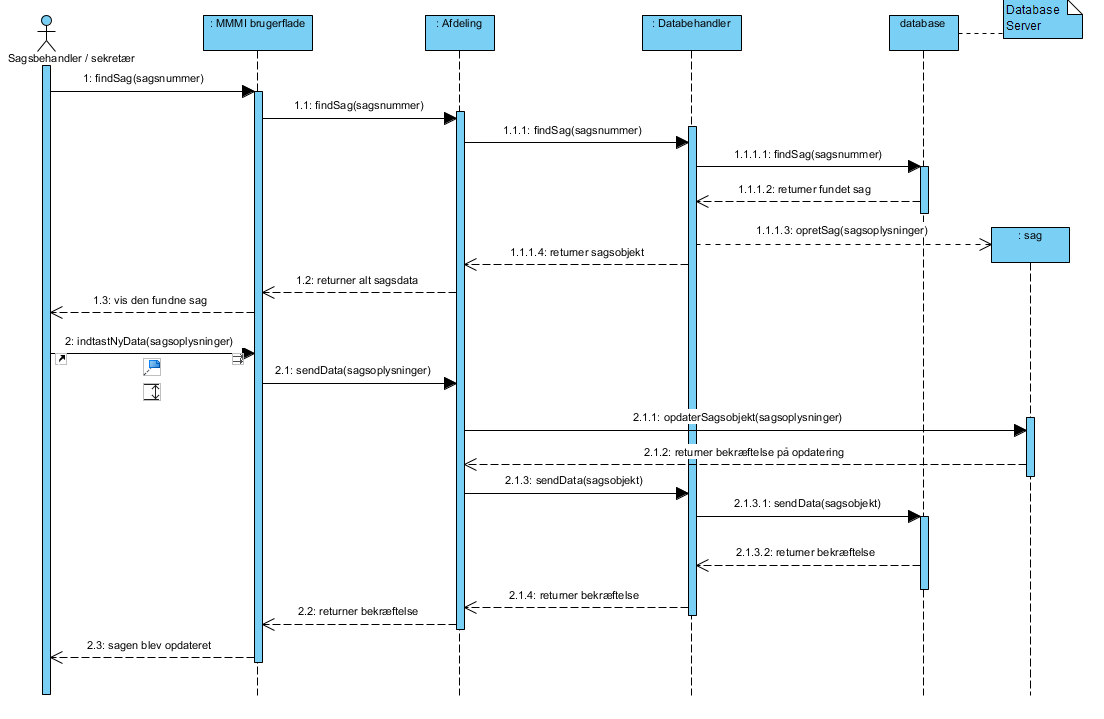 Database
Server
: MMMI brugerflade
: Afdeling
: Databehandler
database
Sagsbehandler / sekretær
1: findSag(sagsnummer)
1.1: findSag(sagsnummer)
1.1.1: findSag(sagsnummer)
1.1.1.1: findSag(sagsnummer)
1.1.1.2: returner fundet sag
1.1.1.3: opretSag(sagsoplysninger)
: sag
1.1.1.4: returner sagsobjekt
1.2: returner alt sagsdata
1.3: vis den fundne sag
2: indtastNyData(sagsoplysninger)
2.1: sendData(sagsoplysninger)
2.1.1: opdaterSagsobjekt(sagsoplysninger)
2.1.2: returner bekræftelse på opdatering
2.1.3: sendData(sagsobjekt)
2.1.3.1: sendData(sagsobjekt)
2.1.3.2: returner bekræftelse
2.1.4: returner bekræftelse
2.2: returner bekræftelse
2.3: sagen blev opdateret